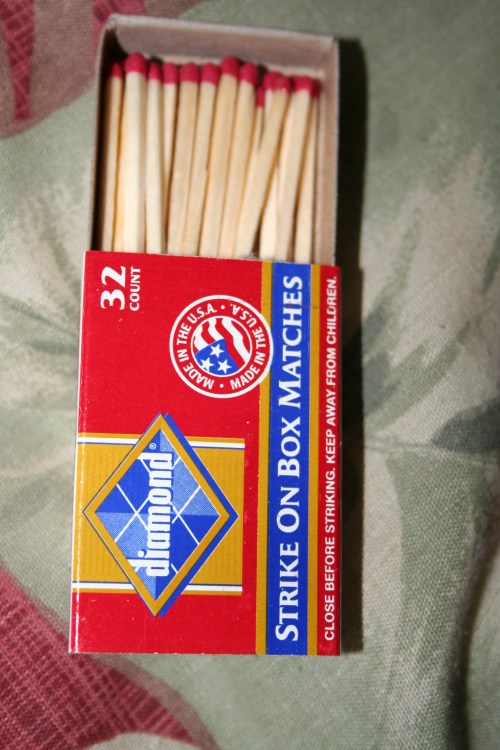 32
COUNT
MADE IN THE U.S.A. • MADE IN THE U.S.A. •
diamond®
STRIKE ON BOX MATCHES
CLOSE BEFORE STRIKING. KEEP AWAY FROM CHILDREN.